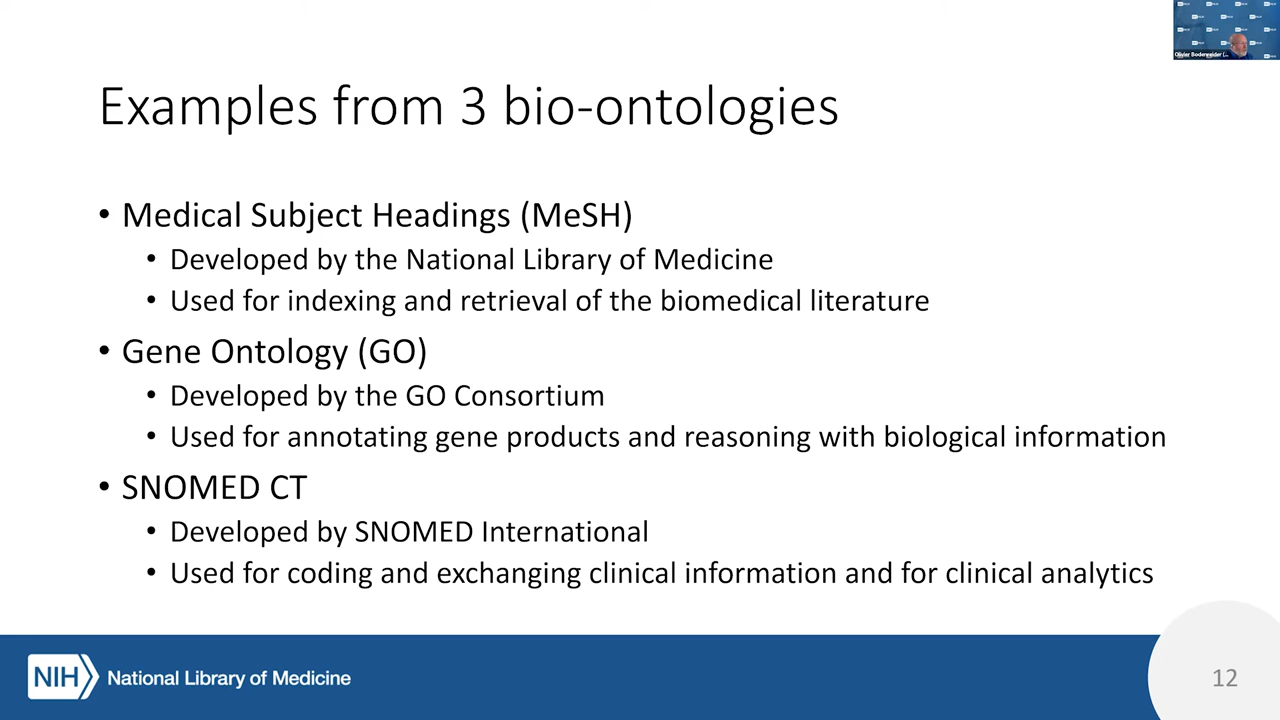 Olivier Bodenreider (...
Examples from 3 bio-ontologies
• Medical Subject Headings (MeSH)
• Developed by the National Library of Medicine
• Used for indexing and retrieval of the biomedical literature
• Gene Ontology (GO)
• Developed by the GO Consortium
• Used for annotating gene products and reasoning with biological information
• SNOMED CT
• Developed by SNOMED International
• Used for coding and exchanging clinical information and for clinical analytics
NIH National Library of Medicine
12